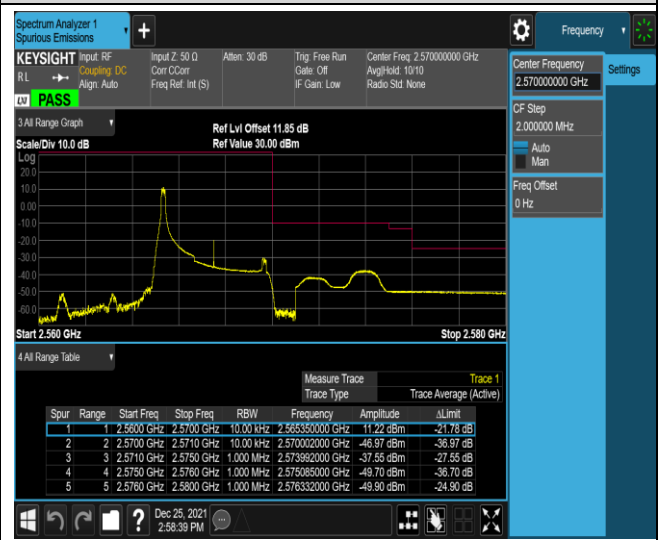 Spectrum Analyzer 1
Spurious Emissions
Frequency
KEYSIGHT Input: RF Input Z: 50 Ω Atten: 30 dB Trig: Free Run Center Freq: 2.570000000 GHz
RL Coupling: DC Corr CCorr Gate: Off Avg|Hold: 10/10
Align: Auto Freq Ref: Int (S) IF Gain: Low Radio Std: None
LXI PASS
Center Frequency
2.570000000 GHz
Settings
CF Step
2.000000 MHz
Auto
Man
Freq Offset
0 Hz
3 All Range Graph
Ref Lvl Offset 11.85 dB
Scale/Div 10.0 dB Ref Value 30.00 dBm
Log
20.0
10.0
0.00
-10.0
-20.0
-30.0
-40.0
-50.0
-60.0
Start 2.560 GHz Stop 2.580 GHz
4 All Range Table
Measure Trace Trace 1
Trace Type Trace Average (Active)
Spur Range Start Freq Stop Freq RBW Frequency Amplitude ΔLimit
1 1 2.5600 GHz 2.5700 GHz 10.00 kHz 2.565350000 GHz 11.22 dBm -21.78 dB
2 2 2.5700 GHz 2.5710 GHz 10.00 kHz 2.570002000 GHz -46.97 dBm -36.97 dB
3 3 2.5710 GHz 2.5750 GHz 1.000 MHz 2.573992000 GHz -37.55 dBm -27.55 dB
4 4 2.5750 GHz 2.5760 GHz 1.000 MHz 2.575085000 GHz -49.70 dBm -36.70 dB
5 5 2.5760 GHz 2.5800 GHz 1.000 MHz 2.576332000 GHz -49.90 dBm -24.90 dB
Dec 25, 2021
2:58:39 PM